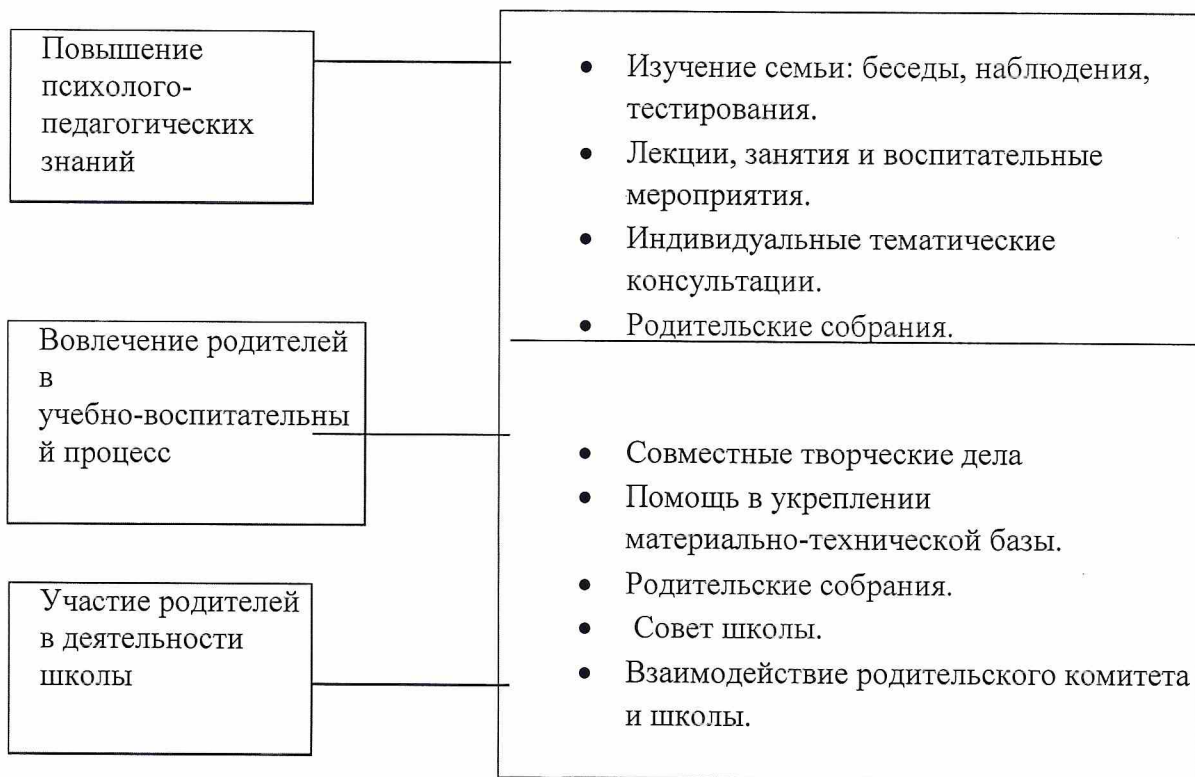 Повышение
психолого-
педагогических
знаний
• Изучение семьи: беседы, наблюдения,
тестирования.
• Лекции, занятия и воспитательные
мероприятия.
• Индивидуальные тематические
консультации.
• Родительские собрания.
Вовлечение родителей
в
учебно-воспитательны
й процесс
• Совместные творческие дела
• Помощь в укреплении
материально-технической базы.
• Родительские собрания.
• Совет школы.
• Взаимодействие родительского комитета
и школы.
Участие родителей
в деятельности
школы